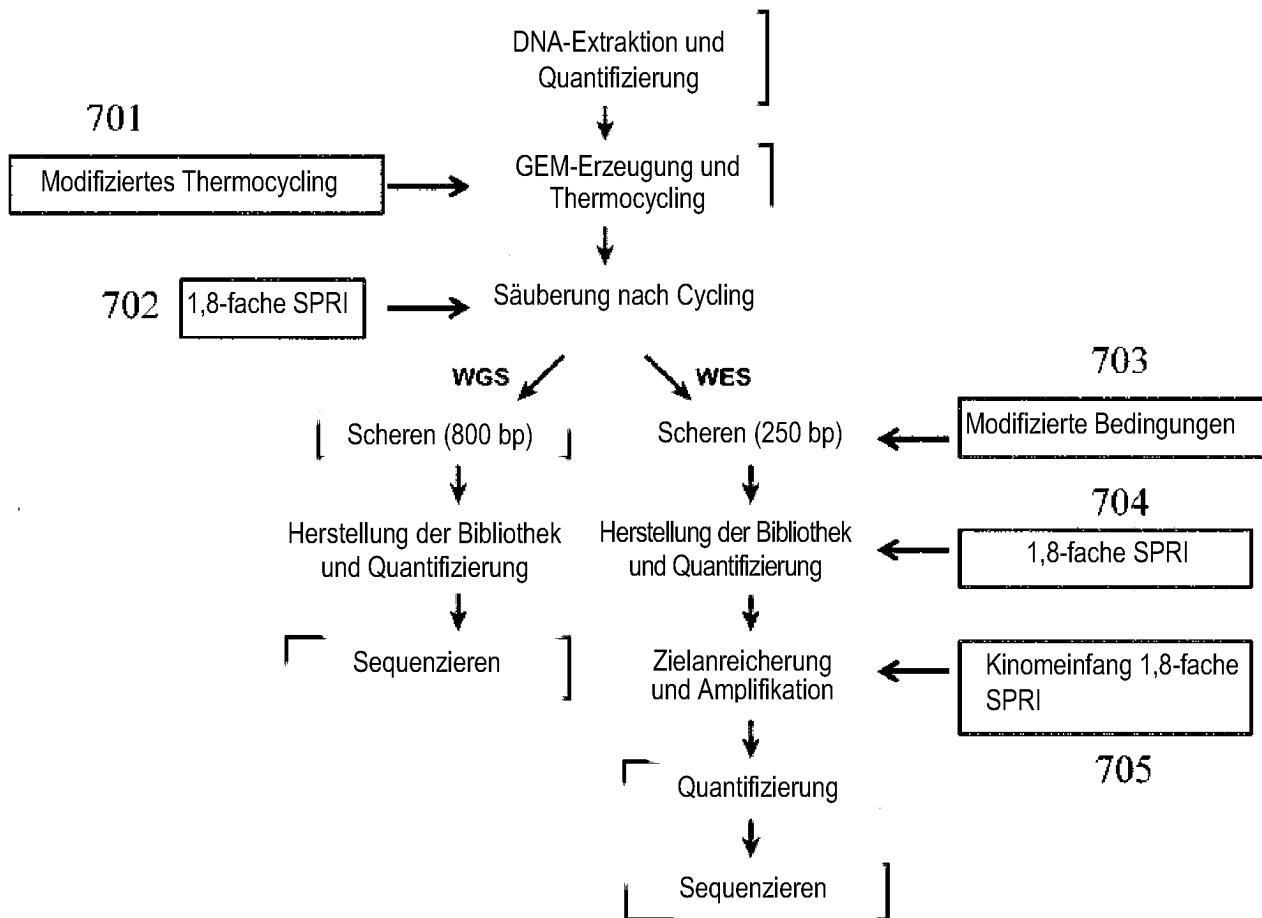 DNA-Extraktion und
Quantifizierung
701
Modifiziertes Thermocycling
GEM-Erzeugung und
Thermocycling
702
1,8-fache SPRI
Säuberung nach Cycling
WGS
WES
703
Scheren (800 bp)
Scheren (250 bp)
Modifizierte Bedingungen
704
Herstellung der Bibliothek
und Quantifizierung
Herstellung der Bibliothek
und Quantifizierung
1,8-fache SPRI
Sequenzieren
Zielanreicherung
und Amplifikation
Kinomeinfang 1,8-fache
SPRI
705
Quantifizierung
Sequenzieren